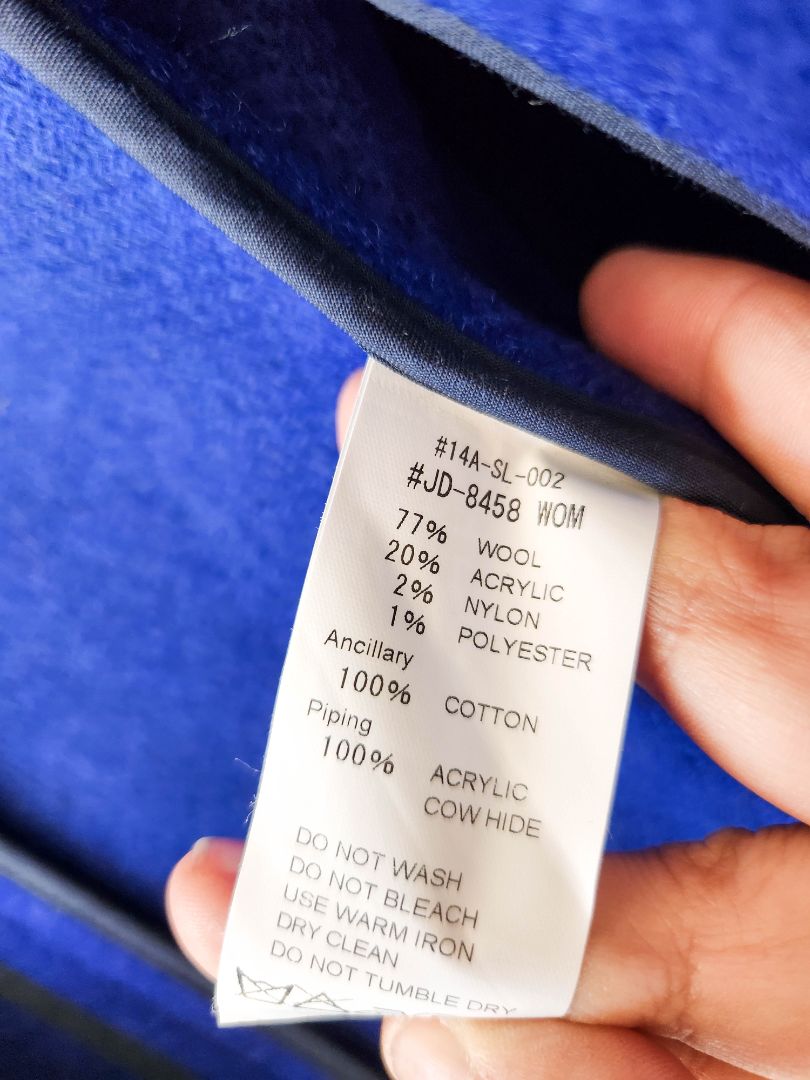 #14A-SL-002
#JD-8458 WOM
77% WOOL
20% ACRYLIC
2% NYLON
1% POLYESTER
Ancillary
100% COTTON
Piping
100% ACRYLIC
COW HIDE
DO NOT WASH
DO NOT BLEACH
USE WARM IRON
DRY CLEAN
DO NOT TUMBLE DRY